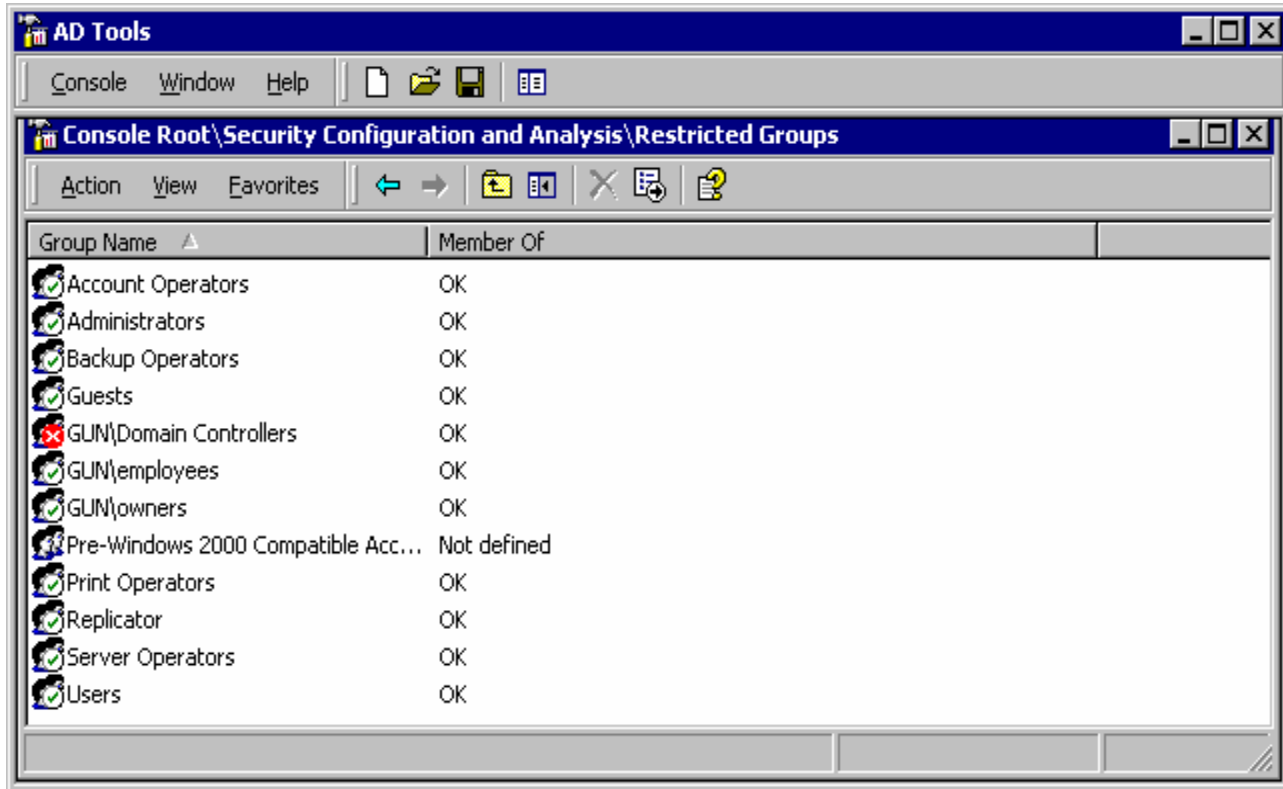 AD Tools
Console Window Help
Console Root\Security Configuration and Analysis\Restricted Groups
Action View Favorites
Group Name Member Of
Account Operators OK
Administrators OK
Backup Operators OK
Guests OK
GUN\Domain Controllers OK
GUN\employees OK
GUN\owners OK
Pre-Windows 2000 Compatible Acc... Not defined
Print Operators OK
Replicator OK
Server Operators OK
Users OK